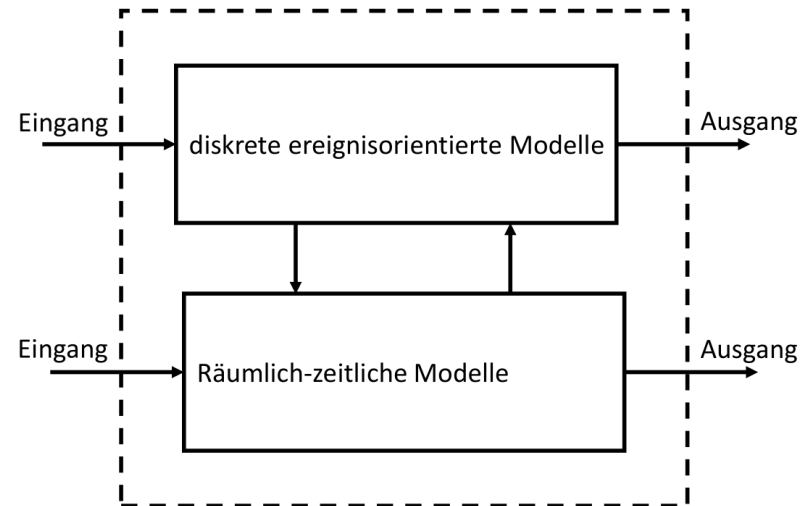 Eingang
diskrete ereignisorientierte Modelle
Ausgang
Eingang
Räumlich-zeitliche Modelle
Ausgang